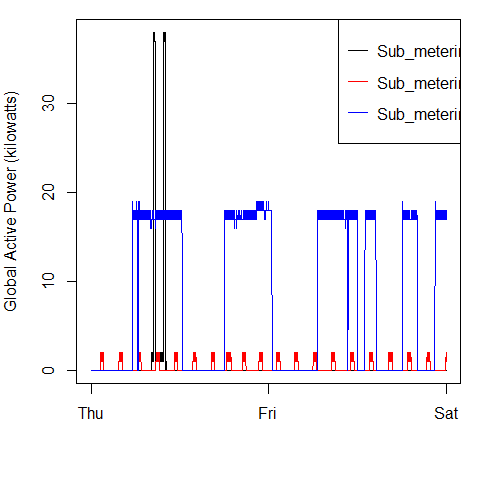 Sub_meterin
Sub_meterin
Sub_meterin
Global Active Power (kilowatts)
30
20
10
0
Thu Fri Sat